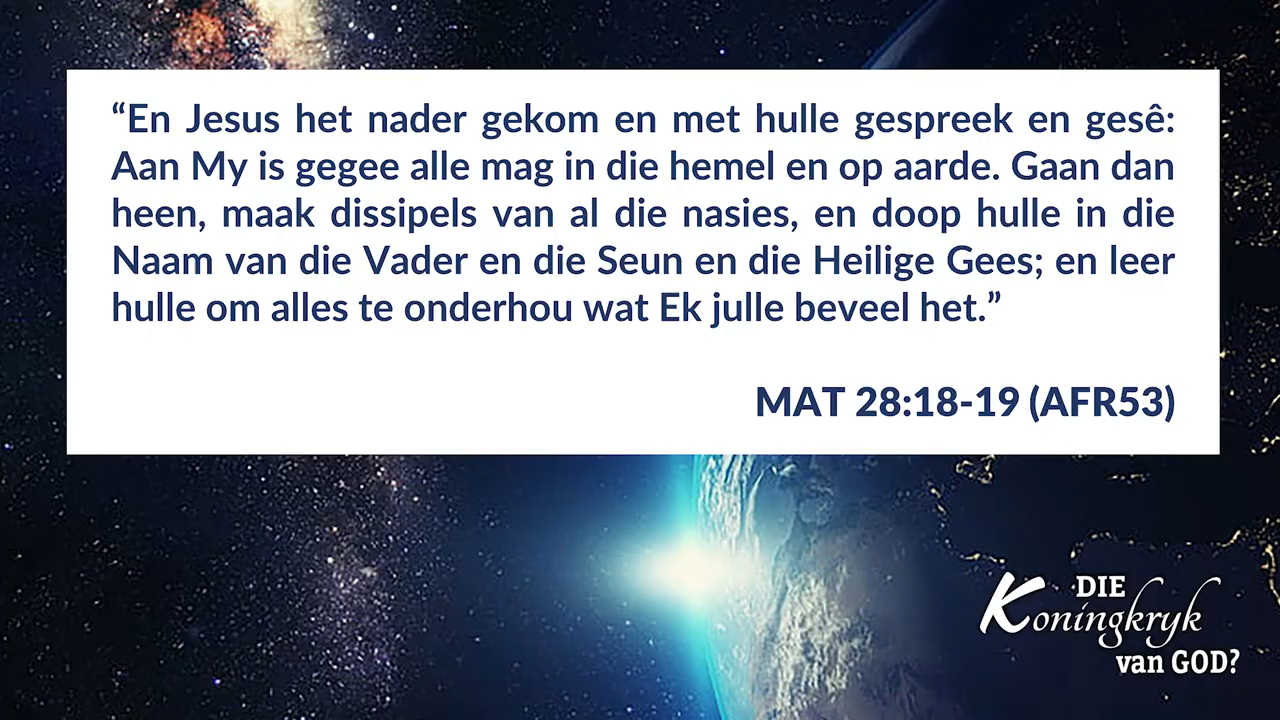 “En Jesus het nader gekom en met hulle gespreek en gesê:
Aan My is gegee alle mag in die hemel en op aarde. Gaan dan
heen, maak dissipels van al die nasies, en doop hulle in die
Naam van die Vader en die Seun en die Heilige Gees; en leer
hulle om alles te onderhou wat Ek julle beveel het.”
MAT 28:18-19 (AFR53)
DIE
Koningkryk
van GOD?